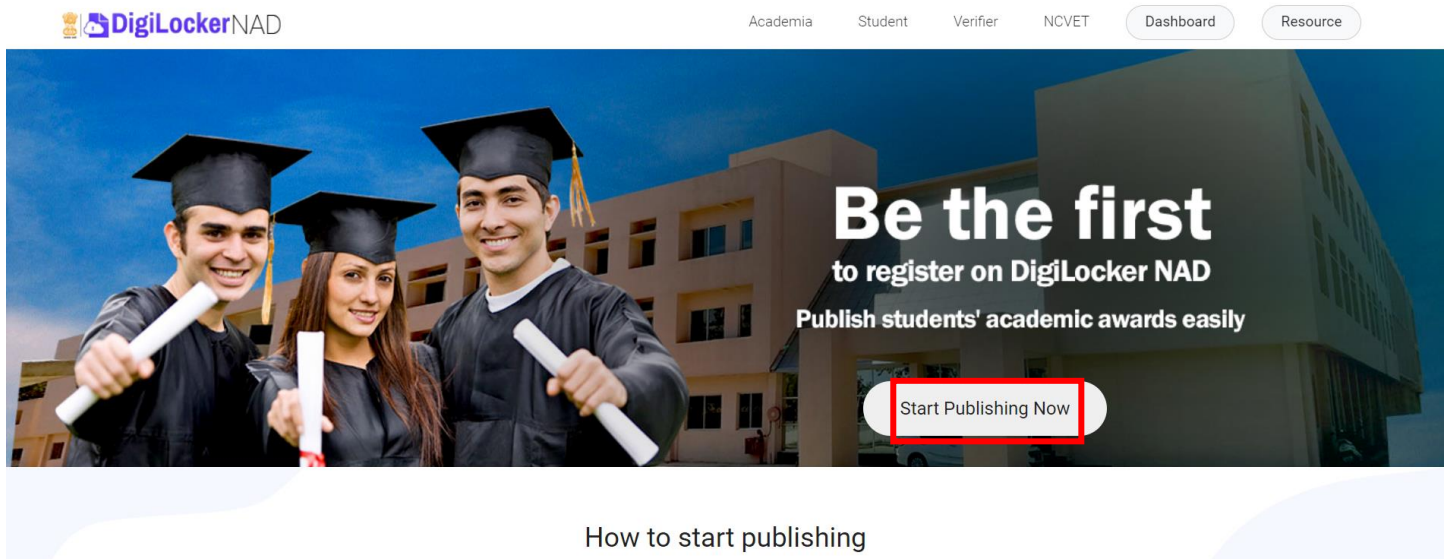 DigiLockerNAD
Academia Student Verifier NCVET Dashboard Resource
Be the first
to register on DigiLocker NAD
Publish students' academic awards easily
Start Publishing Now
How to start publishing